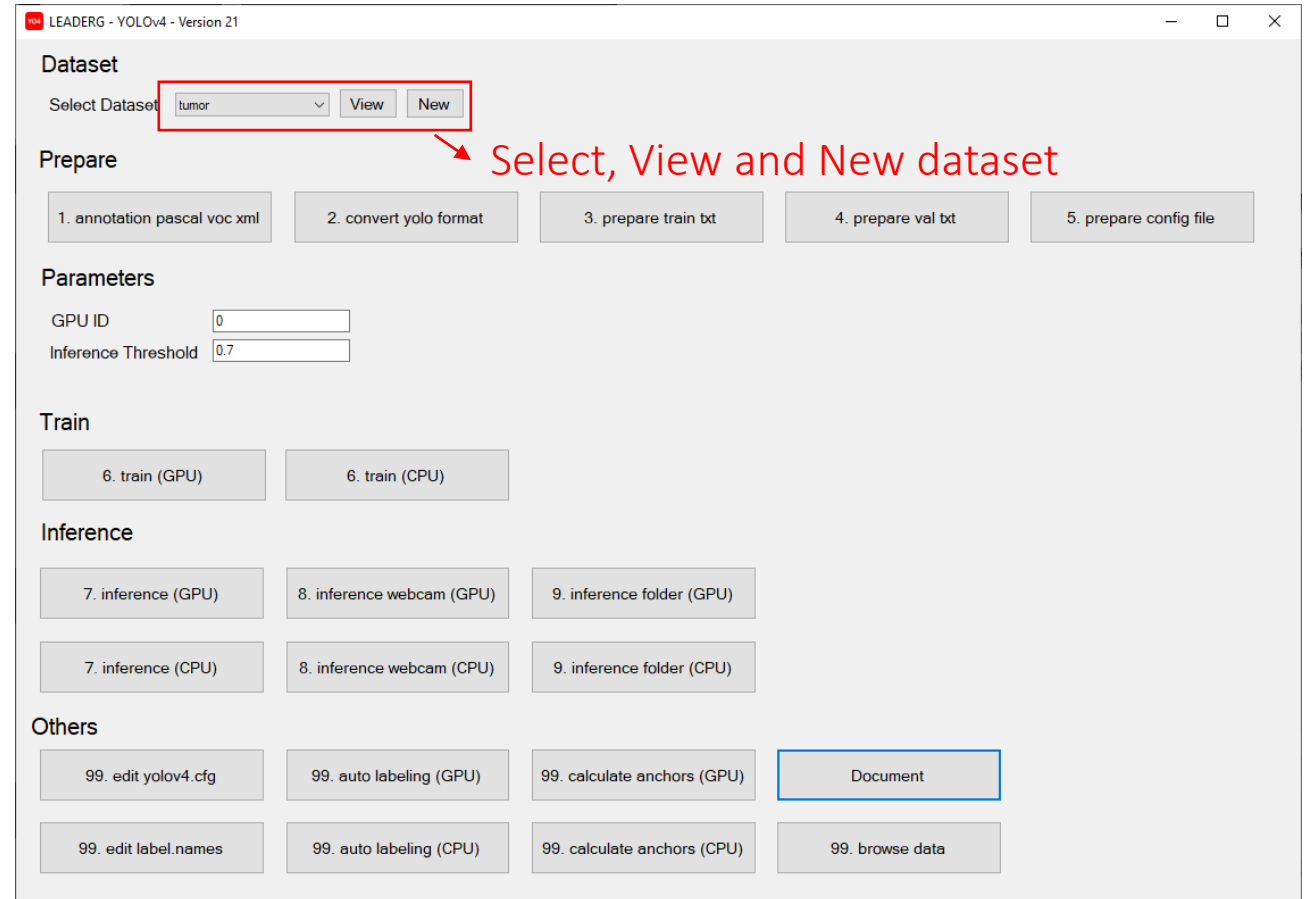 YO4 LEADERG - YOLOv4 - Version 21
Dataset
Select Dataset tumor View New
Select, View and New dataset
Prepare
1. annotation pascal voc xml 2. convert yolo format 3. prepare train txt 4. prepare val txt 5. prepare config file
Parameters
GPU ID 0
Inference Threshold 0.7
Train
6. train (GPU) 6. train (CPU)
Inference
7. inference (GPU) 8. inference webcam (GPU) 9. inference folder (GPU)
7. inference (CPU) 8. inference webcam (CPU) 9. inference folder (CPU)
Others
99. edit yolov4.cfg 99. auto labeling (GPU) 99. calculate anchors (GPU) Document
99. edit label.names 99. auto labeling (CPU) 99. calculate anchors (CPU) 99. browse data